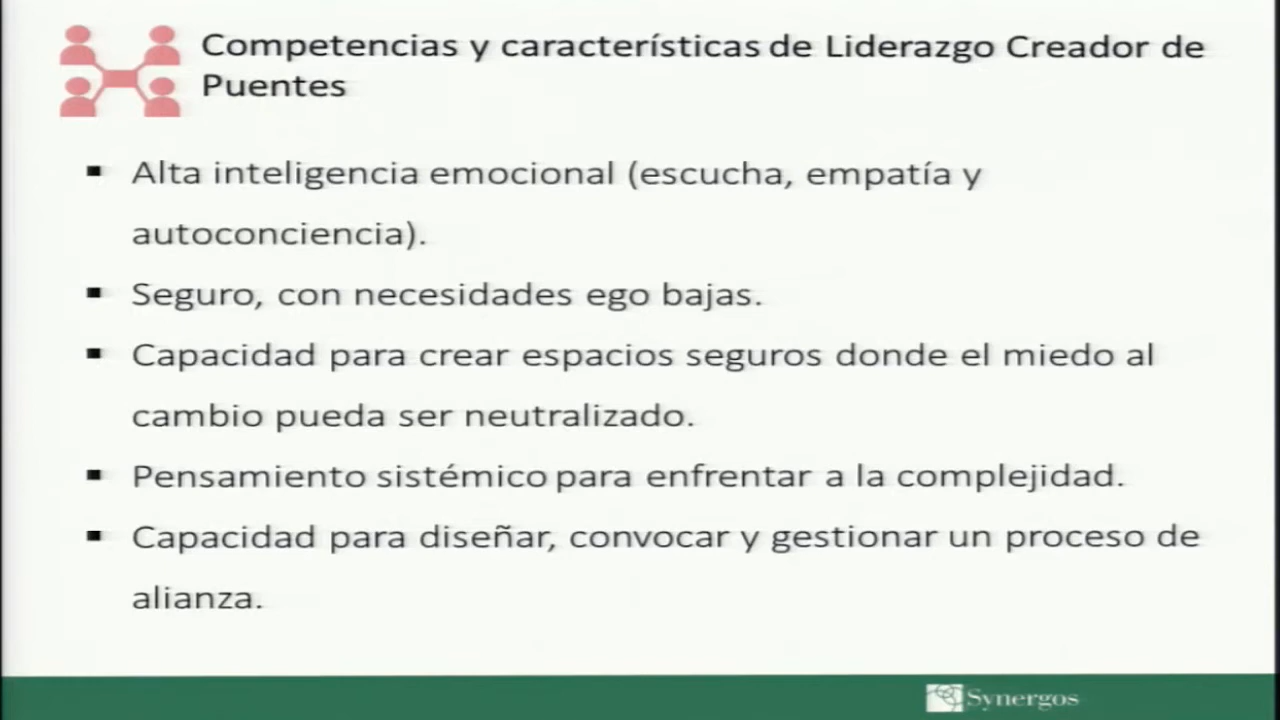 Competencias y características de Liderazgo Creador de
Puentes
▪ Alta inteligencia emocional (escucha, empatía y
autoconciencia).
▪ Seguro, con necesidades ego bajas.
▪ Capacidad para crear espacios seguros donde el miedo al
cambio pueda ser neutralizado.
▪ Pensamiento sistémico para enfrentar a la complejidad.
▪ Capacidad para diseñar, convocar y gestionar un proceso de
alianza.
Synergos